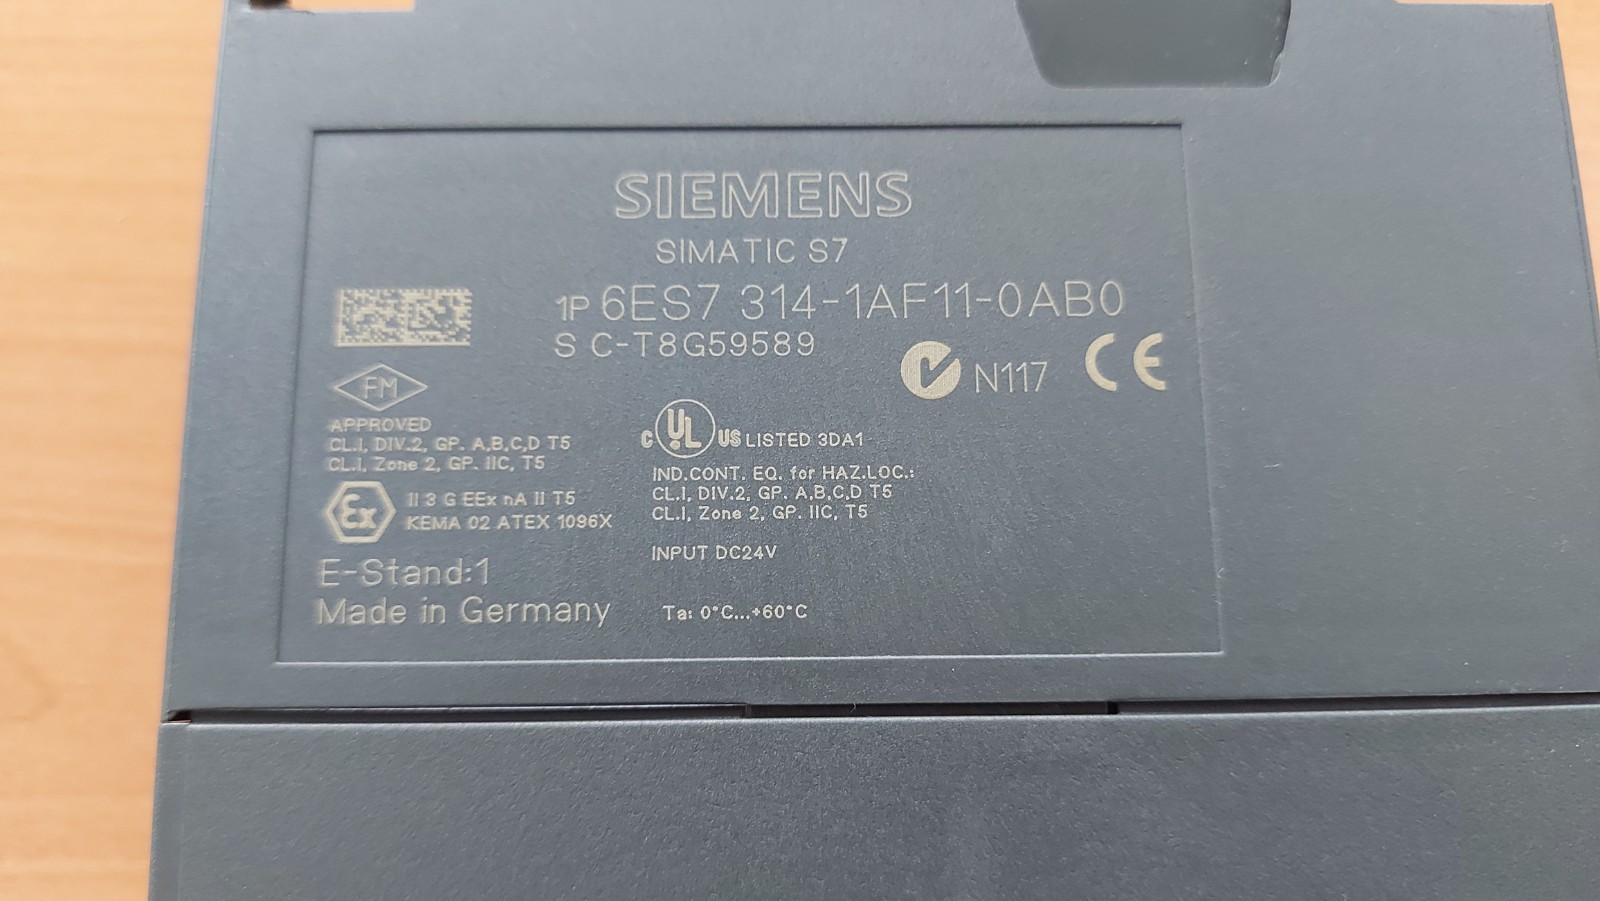 SIEMENS
SIMATIC S7
1P 6ES7 314-1AF11-0AB0
S C-T8G59589
N117 CE
FM
APPROVED
CL.I, DIV.2, GP. A,B,C,D T5
CL.I, Zone 2, GP. IIC, T5
Ex II 3 G EEx nA II T5
KEMA 02 ATEX 1096X
C UL US LISTED 3DA1
IND.CONT. EQ. for HAZ.LOC.:
CL.I, DIV.2, GP. A,B,C,D T5
CL.I, Zone 2, GP. IIC, T5
INPUT DC24V
E-Stand:1
Made in Germany
Ta: 0°C...+60°C